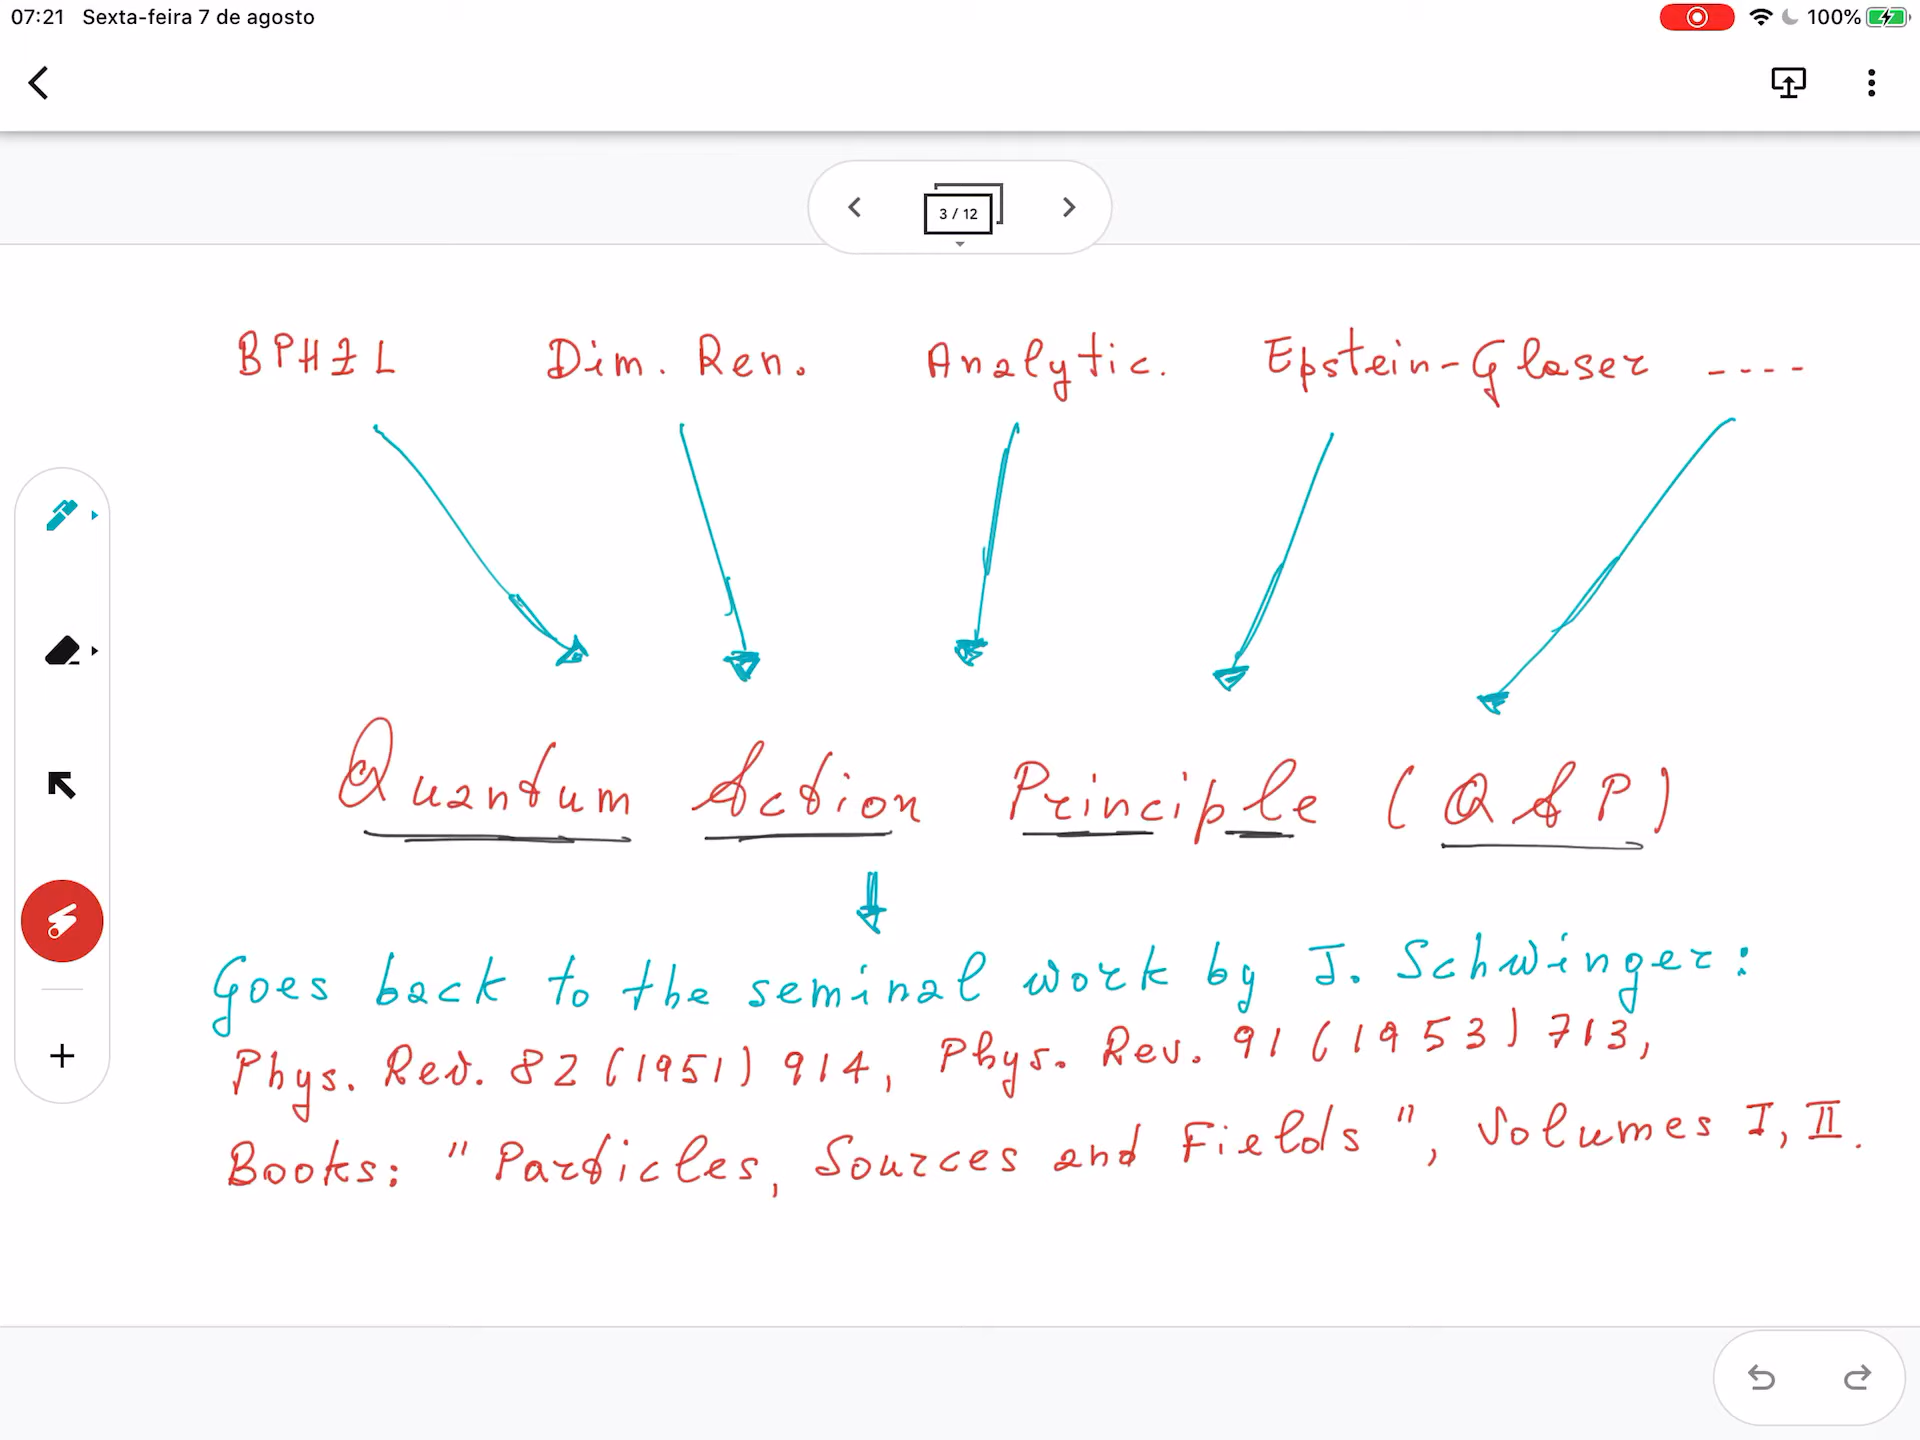 07:21 Sexta-feira 7 de agosto 100%
3 / 12
BPHZL Dim. Ren. Analytic. Epstein-Glaser ----
Quantum Action Principle (QAP)
Goes back to the seminal work by J. Schwinger:
Phys. Rev. 82 (1951) 914, Phys. Rev. 91 (1953) 713,
Books: "Particles, Sources and Fields", Volumes I, II.